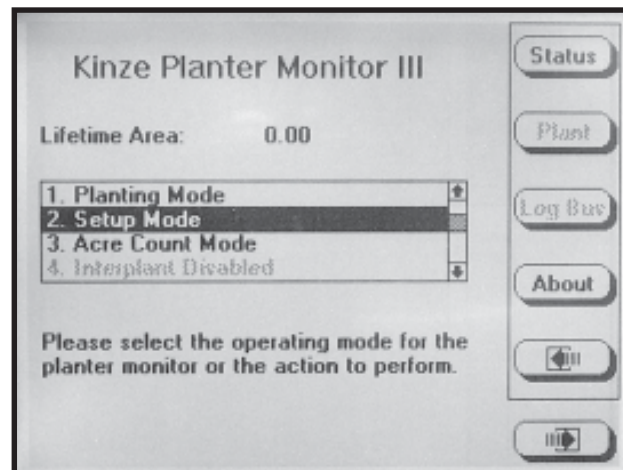 Kinze Planter Monitor III
Lifetime Area: 0.00
1. Planting Mode
2. Setup Mode
3. Acre Count Mode
4. Interplant Disabled
Please select the operating mode for the
planter monitor or the action to perform.
Status
Plant
Log Bus
About